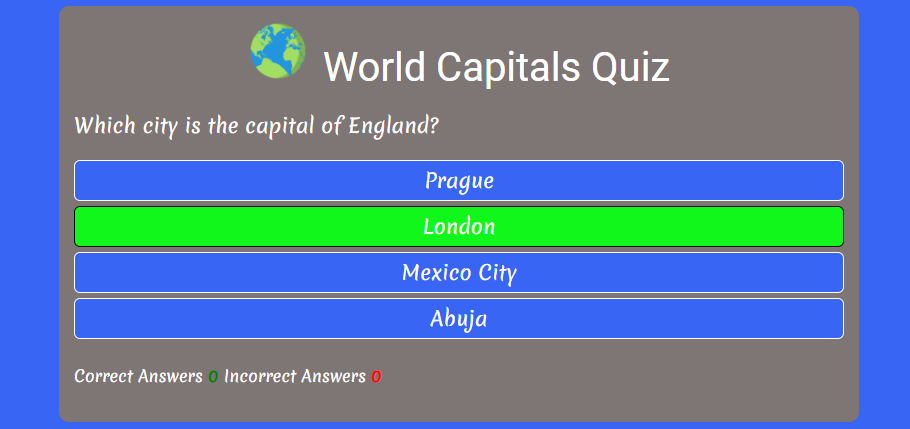 World Capitals Quiz
Which city is the capital of England?
Prague
London
Mexico City
Abuja
Correct Answers 0 Incorrect Answers 0